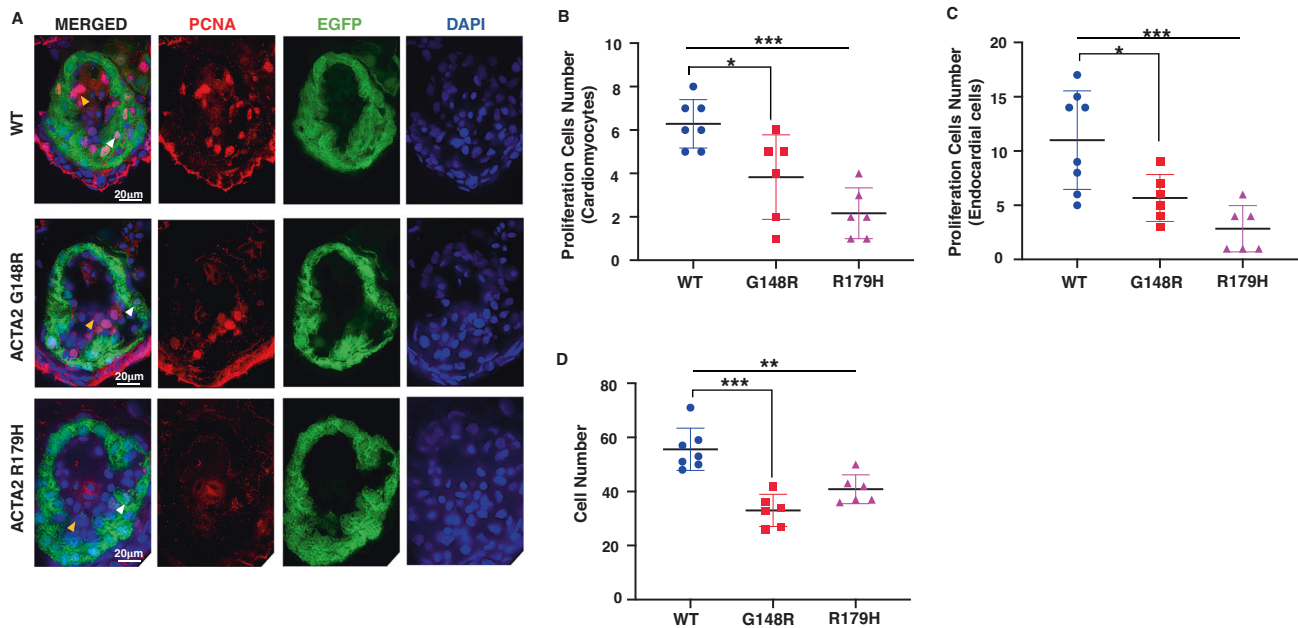 A
MERGED PCNA EGFP DAPI
WT
20µm
ACTA2 G148R
20µm
ACTA2 R179H
20µm
B
Proliferation Cells Number
(Cardiomyocytes)
10
8
6
4
2
0
***
*
WT G148R R179H
C
Proliferation Cells Number
(Endocardial cells)
20
15
10
5
0
***
*
WT G148R R179H
D
Cell Number
80
60
40
20
0
**
***
WT G148R R179H